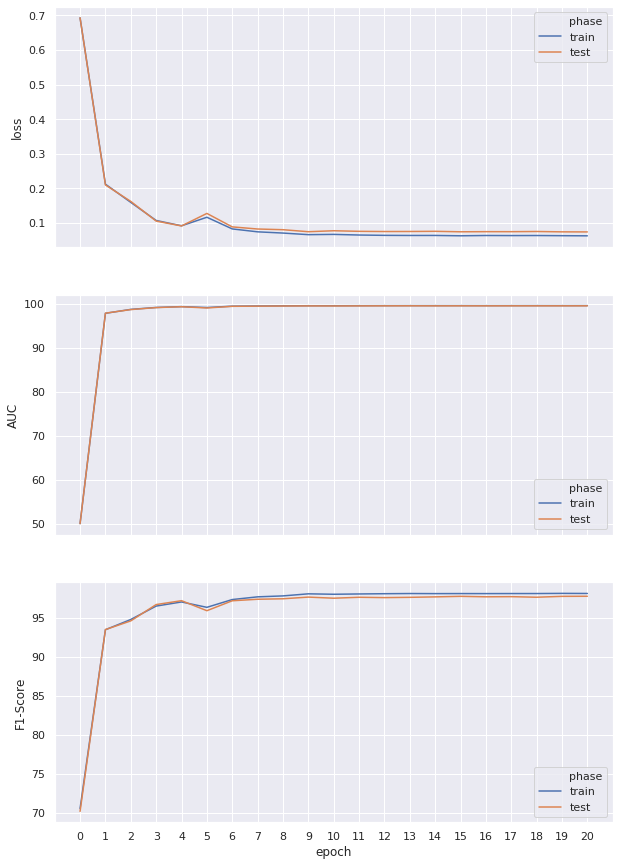 0.7
0.6
0.5
0.4
0.3
0.2
0.1
loss
phase
train
test
100
90
80
70
60
50
AUC
phase
train
test
95
90
85
80
75
70
F1-Score
phase
train
test
0 1 2 3 4 5 6 7 8 9 10 11 12 13 14 15 16 17 18 19 20
epoch